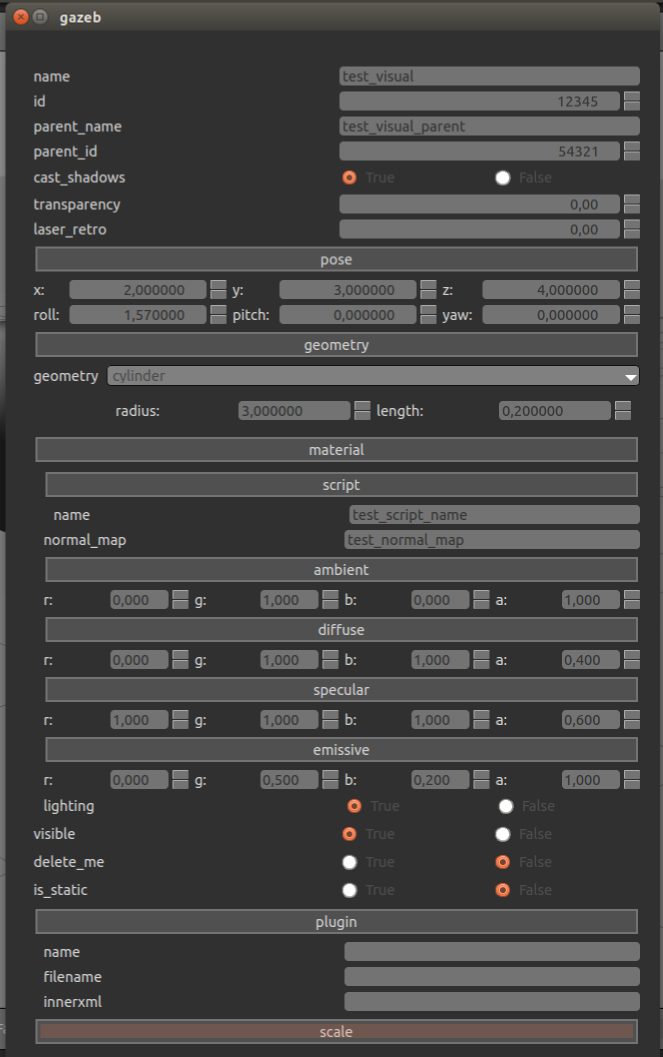 gazeb
name test_visual
id 12345
parent_name test_visual_parent
parent_id 54321
cast_shadows True False
transparency 0,00
laser_retro 0,00
pose
x: 2,000000 y: 3,000000 z: 4,000000
roll: 1,570000 pitch: 0,000000 yaw: 0,000000
geometry
geometry cylinder
radius: 3,000000 length: 0,200000
material
script
name test_script_name
normal_map test_normal_map
ambient
r: 0,000 g: 1,000 b: 0,000 a: 1,000
diffuse
r: 0,000 g: 1,000 b: 1,000 a: 0,400
specular
r: 1,000 g: 1,000 b: 1,000 a: 0,600
emissive
r: 0,000 g: 0,500 b: 0,200 a: 1,000
lighting True False
visible True False
delete_me True False
is_static True False
plugin
name
filename
innerxml
scale